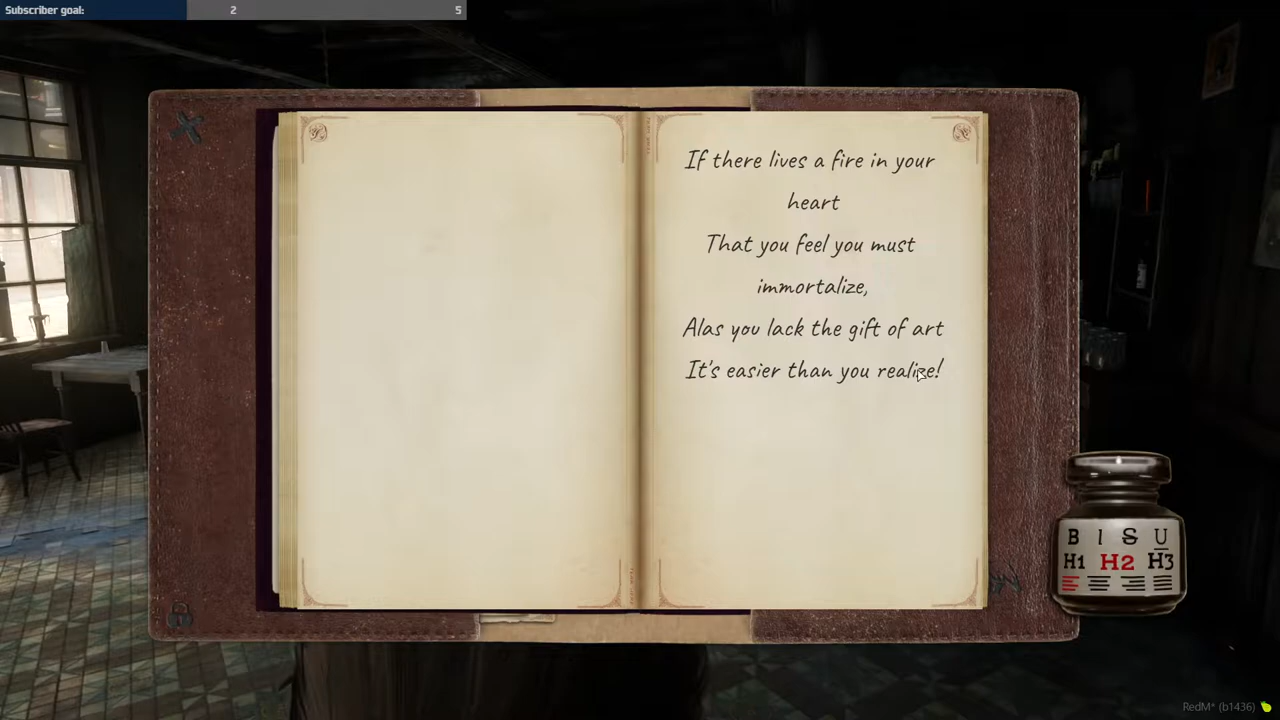 Subscriber goal: 2 5
If there lives a fire in your
heart
That you feel you must
immortalize,
Alas you lack the gift of art
It's easier than you realize!
B I S U
H1 H2 H3
RedM* (b1436)